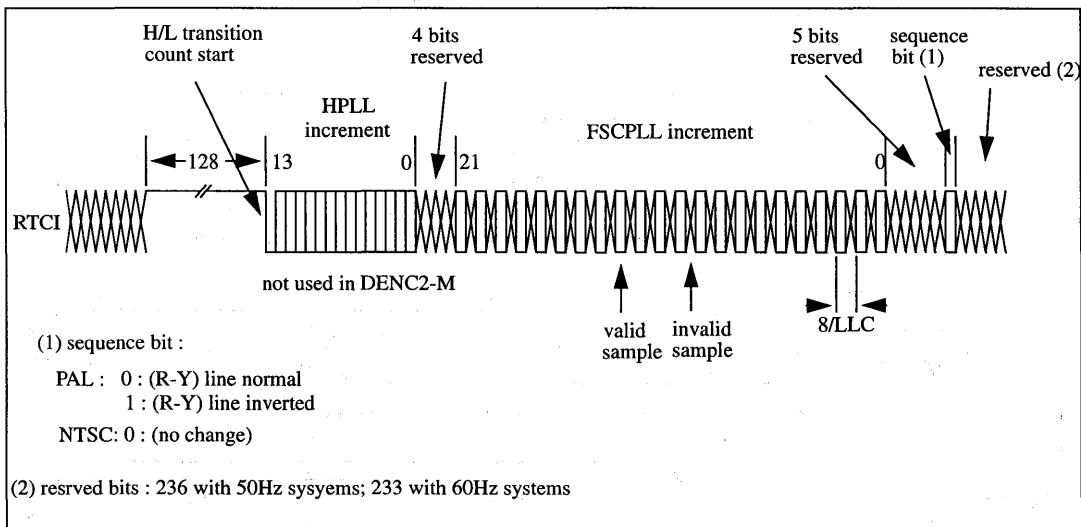 H/L transition
count start
4 bits
reserved
5 bits
reserved
sequence
bit (1)
reserved (2)
HPLL
increment
FSCPLL increment
128
13
0
21
0
RTCI
not used in DENC2-M
valid
sample
invalid
sample
8/LLC
(1) sequence bit :
PAL : 0 : (R-Y) line normal
1 : (R-Y) line inverted
NTSC: 0 : (no change)
(2) resrved bits : 236 with 50Hz sysyems; 233 with 60Hz systems